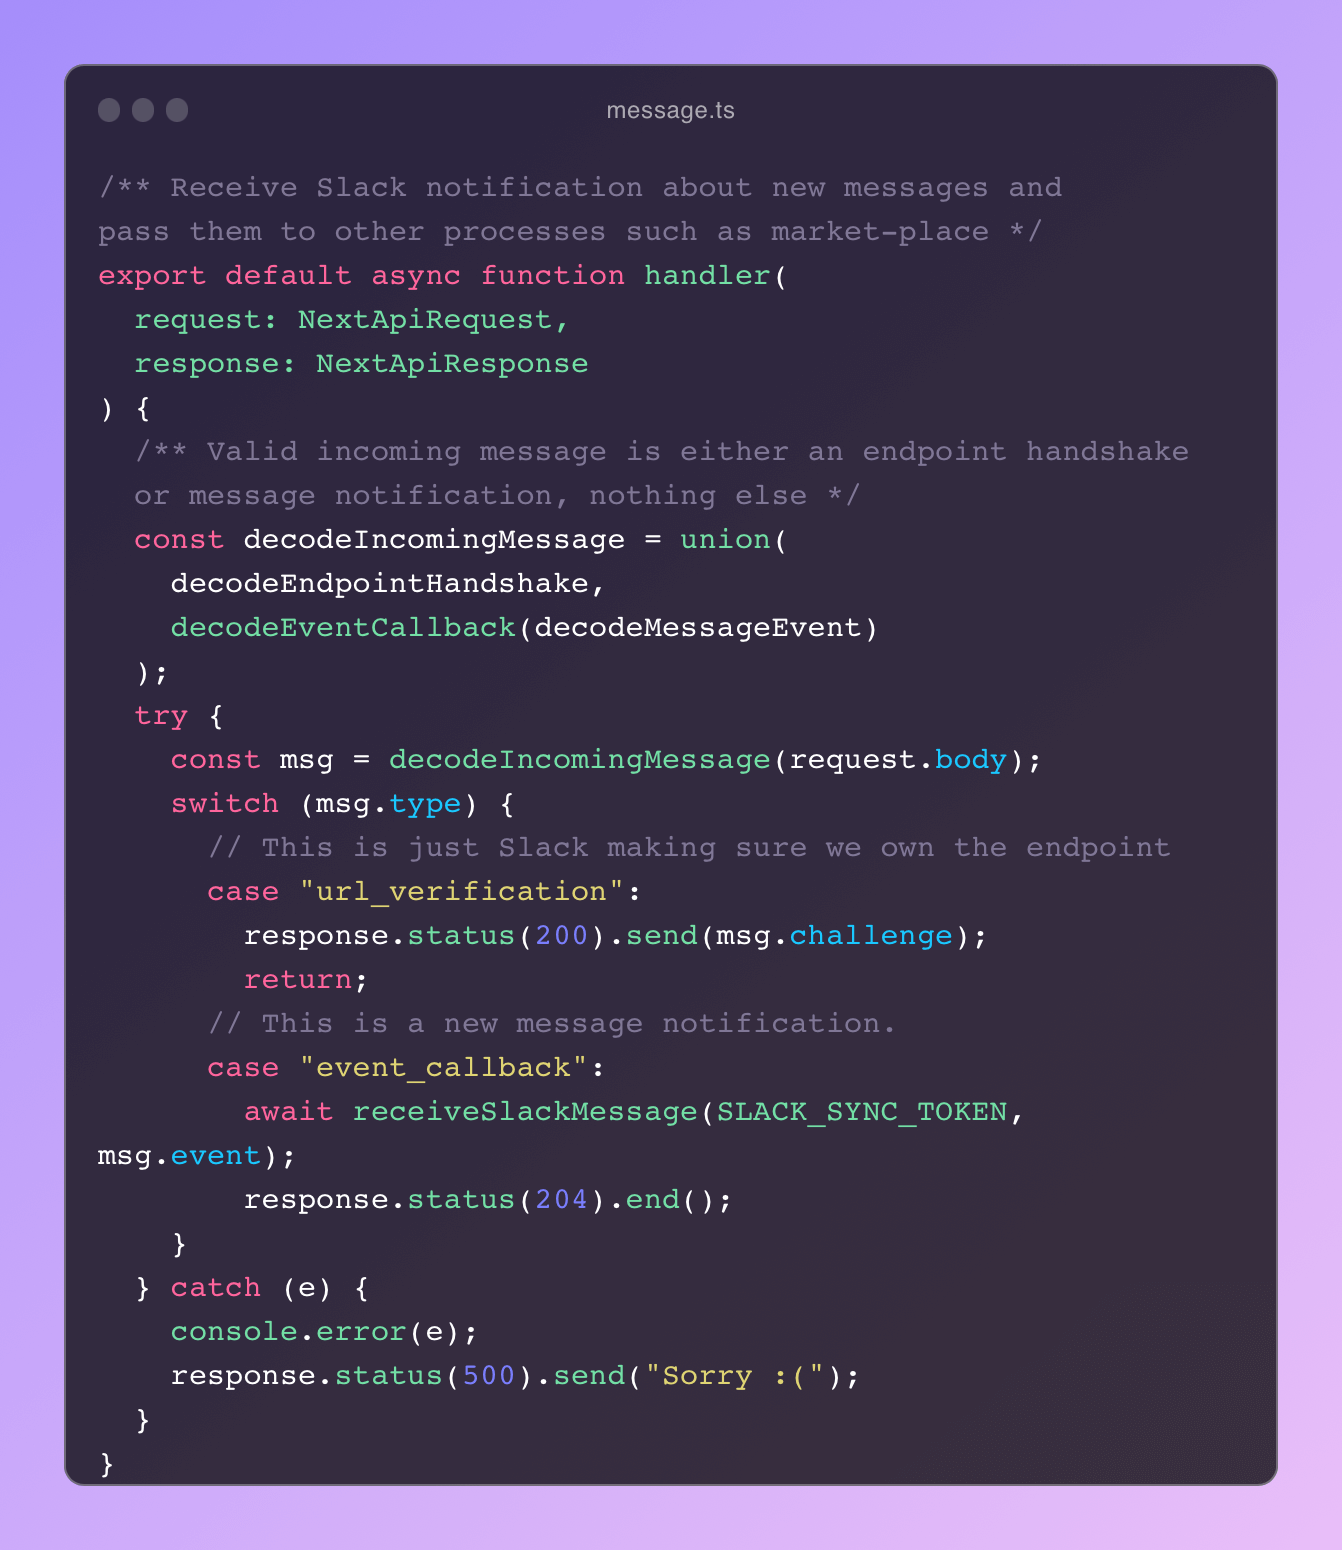 message.ts
/** Receive Slack notification about new messages and
pass them to other processes such as market-place */
export default async function handler(
  request: NextApiRequest,
  response: NextApiResponse
) {
  /** Valid incoming message is either an endpoint handshake
  or message notification, nothing else */
  const decodeIncomingMessage = union(
    decodeEndpointHandshake,
    decodeEventCallback(decodeMessageEvent)
  );
  try {
    const msg = decodeIncomingMessage(request.body);
    switch (msg.type) {
      // This is just Slack making sure we own the endpoint
      case "url_verification":
        response.status(200).send(msg.challenge);
        return;
      // This is a new message notification.
      case "event_callback":
        await receiveSlackMessage(SLACK_SYNC_TOKEN,
msg.event);
        response.status(204).end();
    }
  } catch (e) {
    console.error(e);
    response.status(500).send("Sorry :(");
  }
}